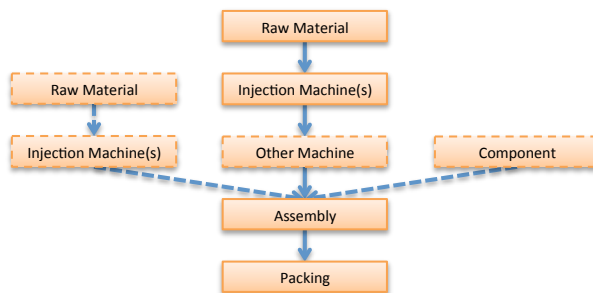 Raw Material
Raw Material
Injection Machine(s)
Injection Machine(s)
Other Machine
Component
Assembly
Packing